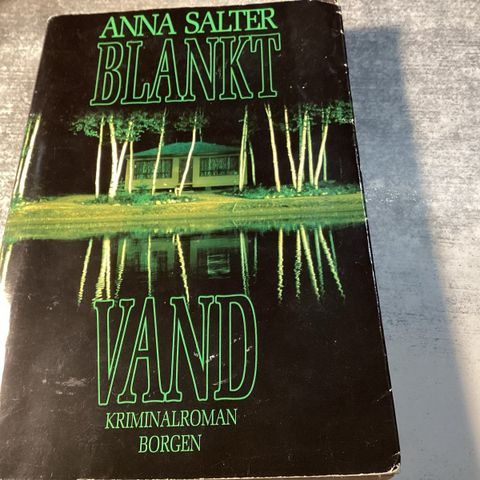 ANNA SALTER
BLANKT
VAND
KRIMINALROMAN
BORGEN